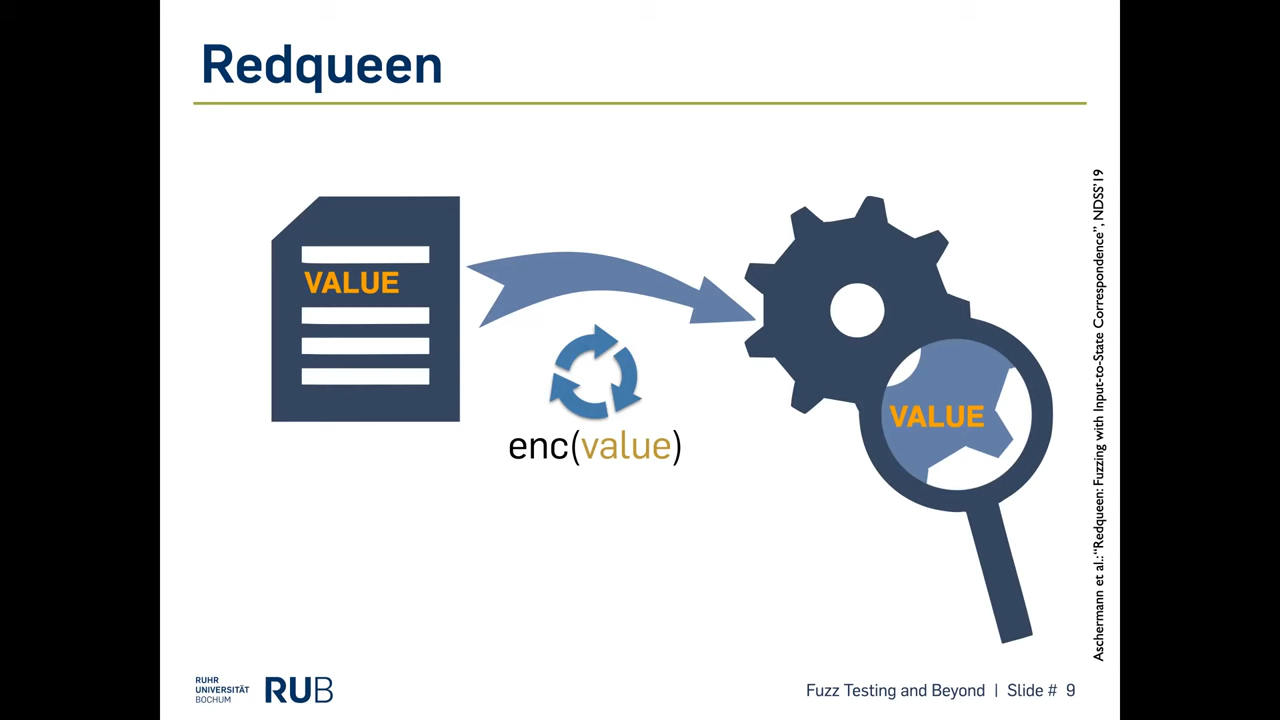 Redqueen
VALUE
enc(value)
VALUE
Aschermann et al.: “Redqueen: Fuzzing with Input-to-State Correspondence”, NDSS’19
RUHR
UNIVERSITÄT
BOCHUM
RUB
Fuzz Testing and Beyond | Slide # 9